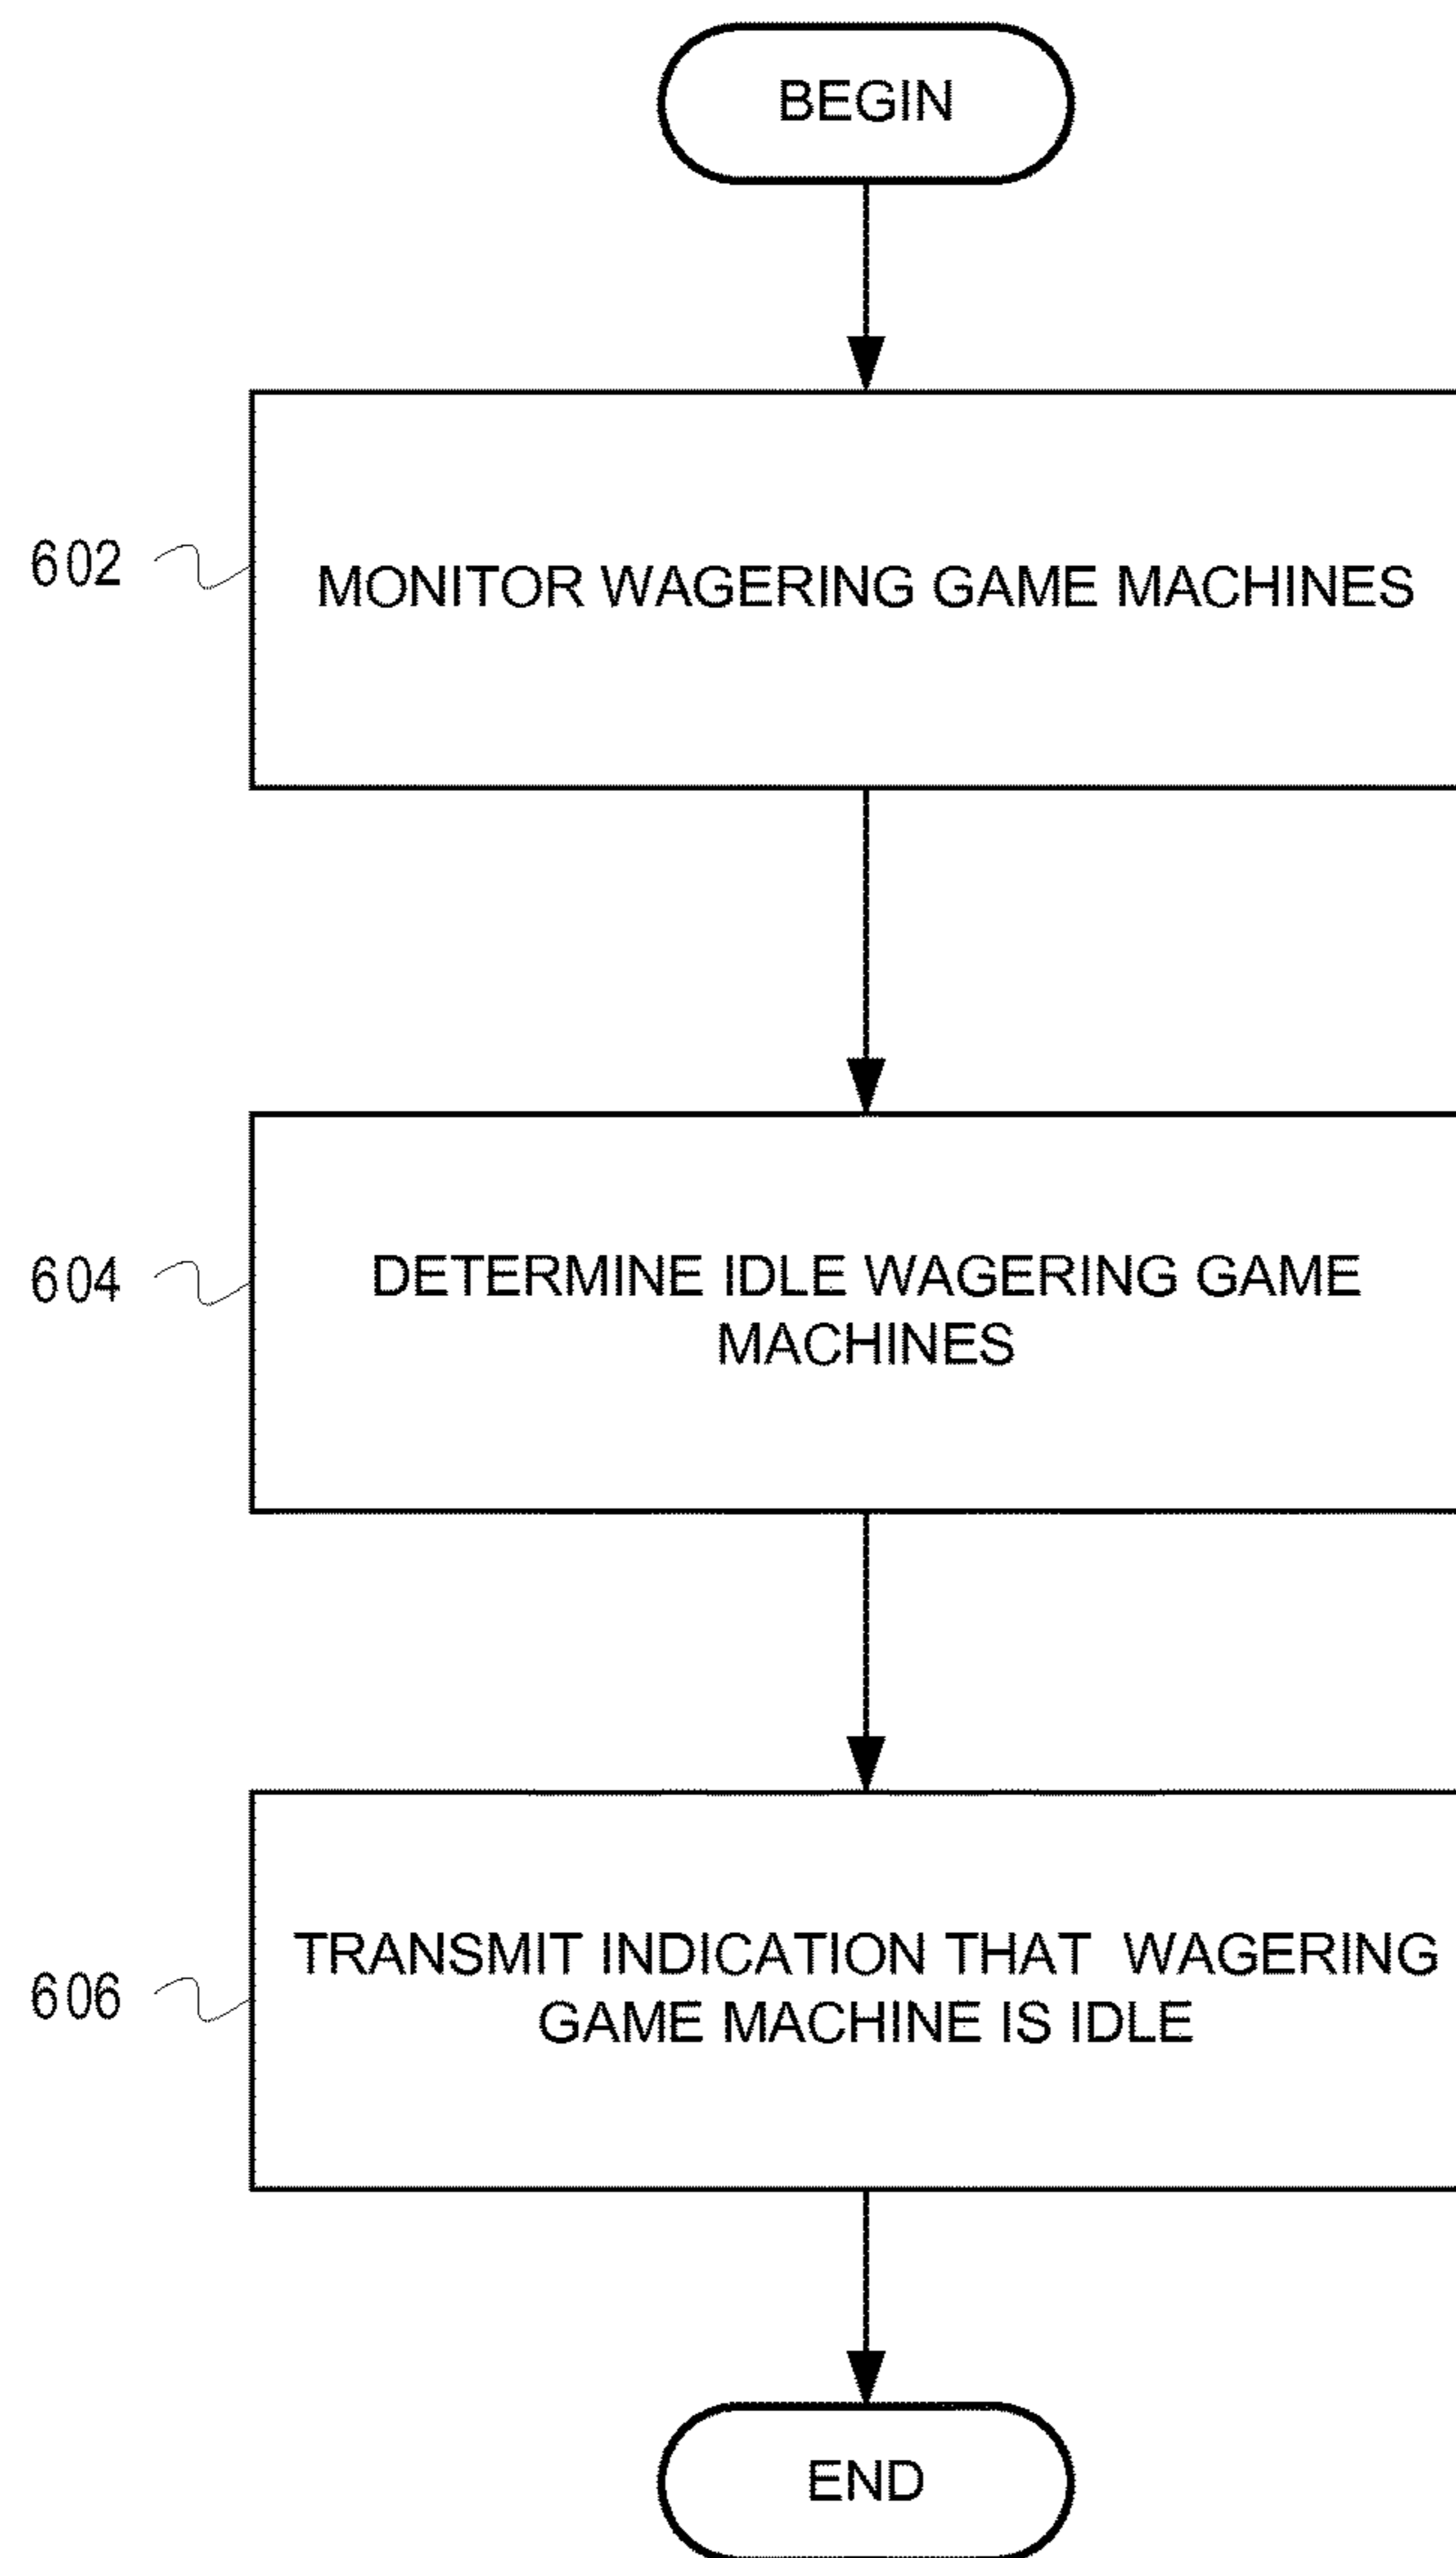 BEGIN
602
MONITOR WAGERING GAME MACHINES
604
DETERMINE IDLE WAGERING GAME
MACHINES
606
TRANSMIT INDICATION THAT WAGERING
GAME MACHINE IS IDLE
END